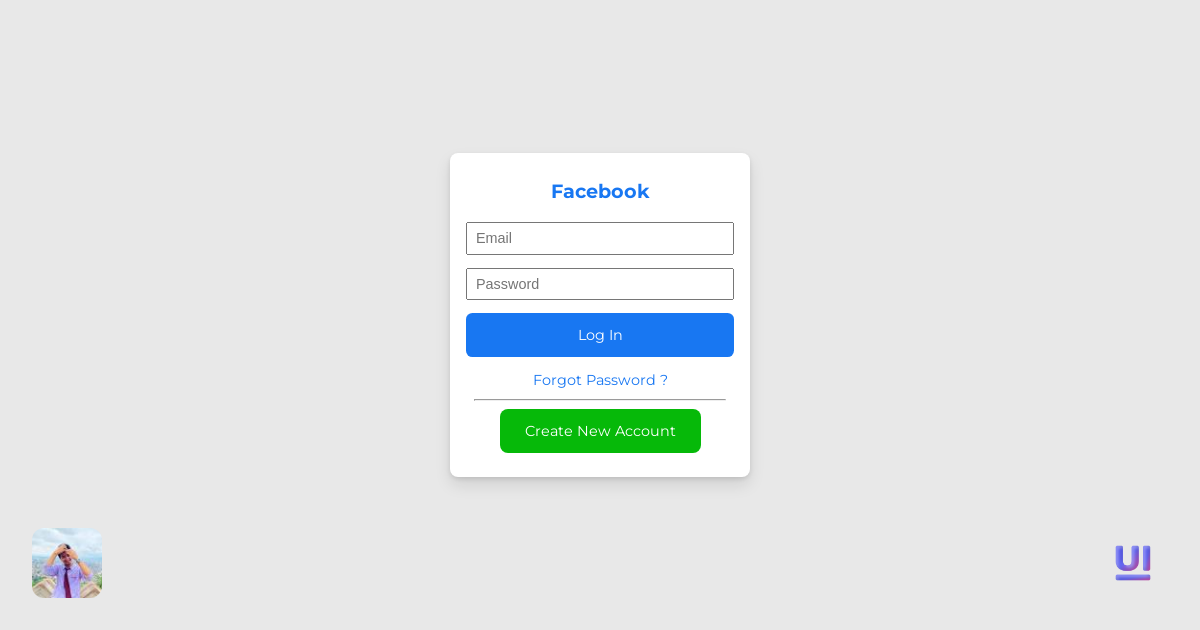 Facebook
Email
Password
Log In
Forgot Password ?
Create New Account
UI